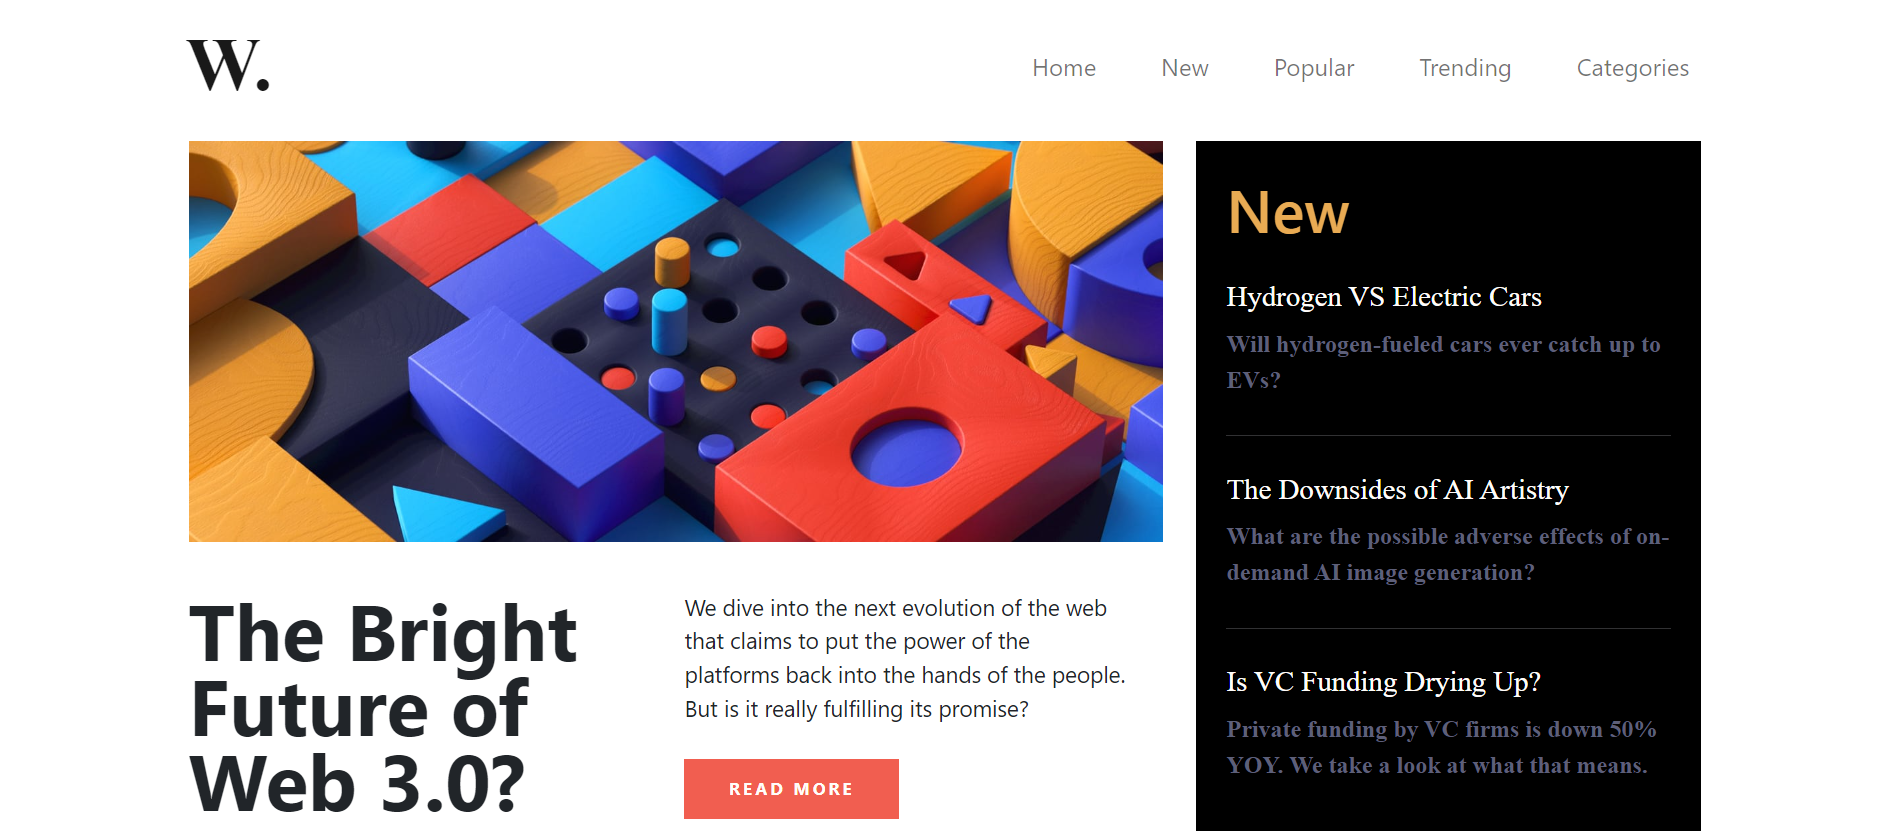 W.
Home New Popular Trending Categories
The Bright
Future of
Web 3.0?
We dive into the next evolution of the web
that claims to put the power of the
platforms back into the hands of the people.
But is it really fulfilling its promise?
READ MORE
New
Hydrogen VS Electric Cars
Will hydrogen-fueled cars ever catch up to
EVs?
The Downsides of AI Artistry
What are the possible adverse effects of on-
demand AI image generation?
Is VC Funding Drying Up?
Private funding by VC firms is down 50%
YOY. We take a look at what that means.